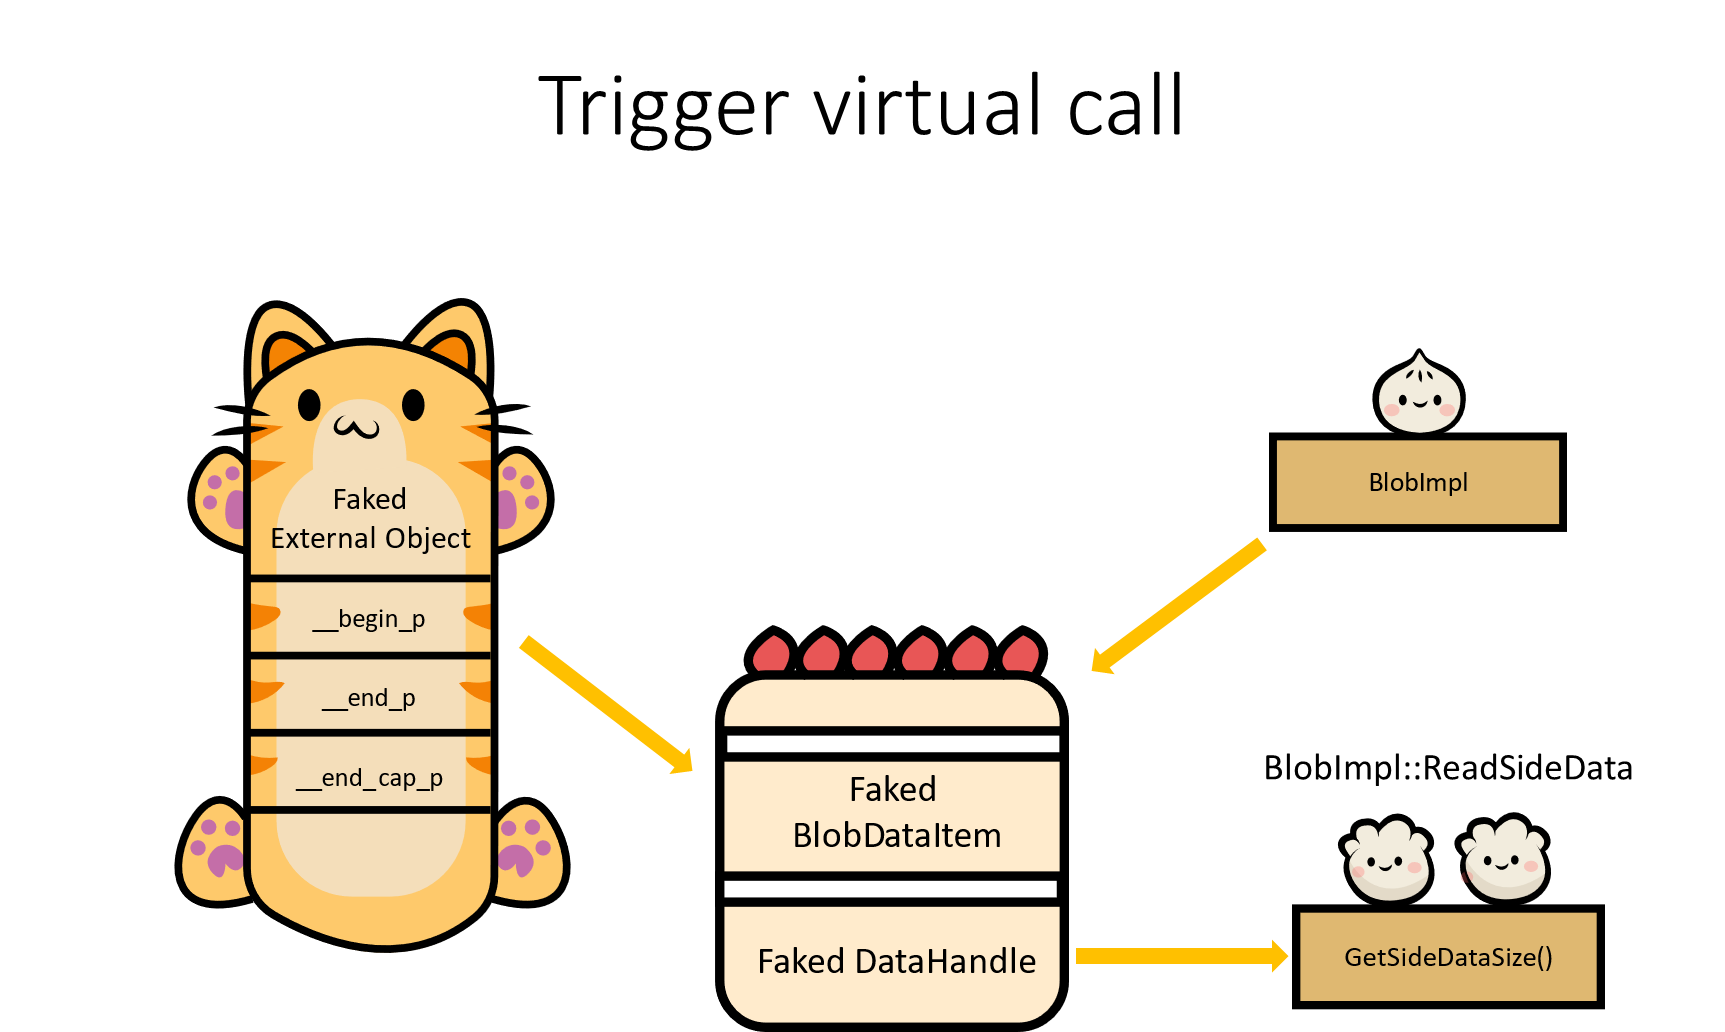 Trigger virtual call
Faked
External Object
__begin_p
__end_p
__end_cap_p
Faked
BlobDataItem
Faked DataHandle
BlobImpl
BlobImpl::ReadSideData
GetSideDataSize()